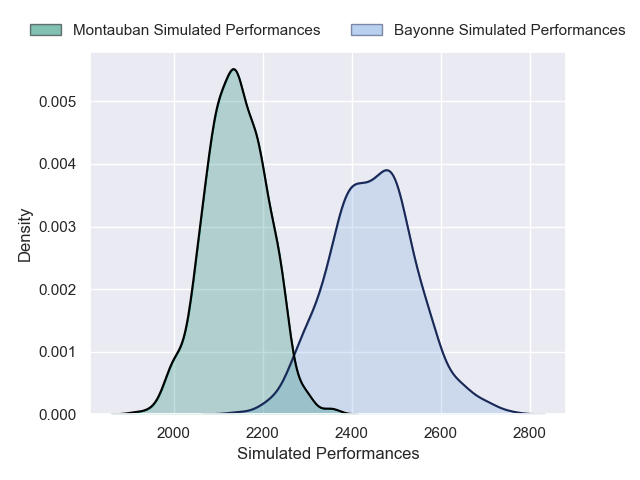 Montauban Simulated Performances
Bayonne Simulated Performances
0.005
0.004
0.003
0.002
0.001
0.000
Density
2000
2200
2400
2600
2800
Simulated Performances